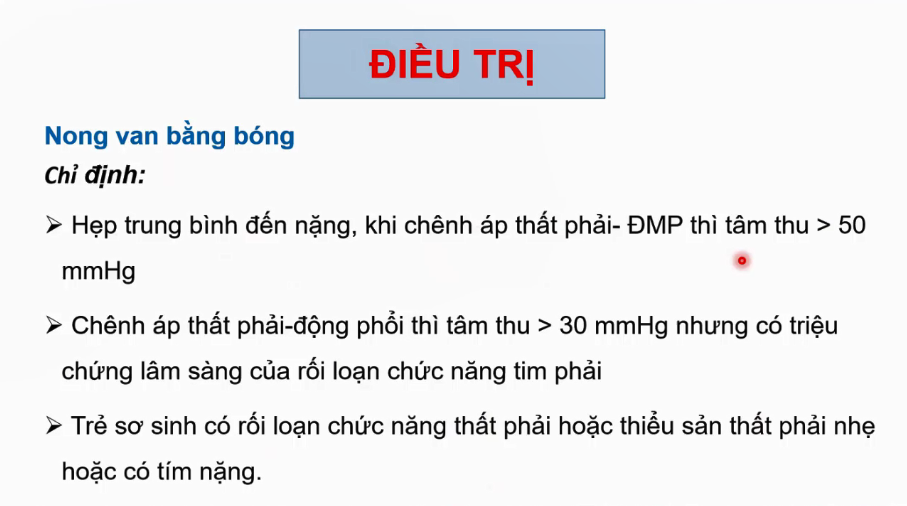 ĐIỀU TRỊ
Nong van bằng bóng
Chỉ định:
➢ Hẹp trung bình đến nặng, khi chênh áp thất phải- ĐMP thì tâm thu > 50
mmHg
➢ Chênh áp thất phải-động phổi thì tâm thu > 30 mmHg nhưng có triệu
chứng lâm sàng của rối loạn chức năng tim phải
➢ Trẻ sơ sinh có rối loạn chức năng thất phải hoặc thiểu sản thất phải nhẹ
hoặc có tím nặng.